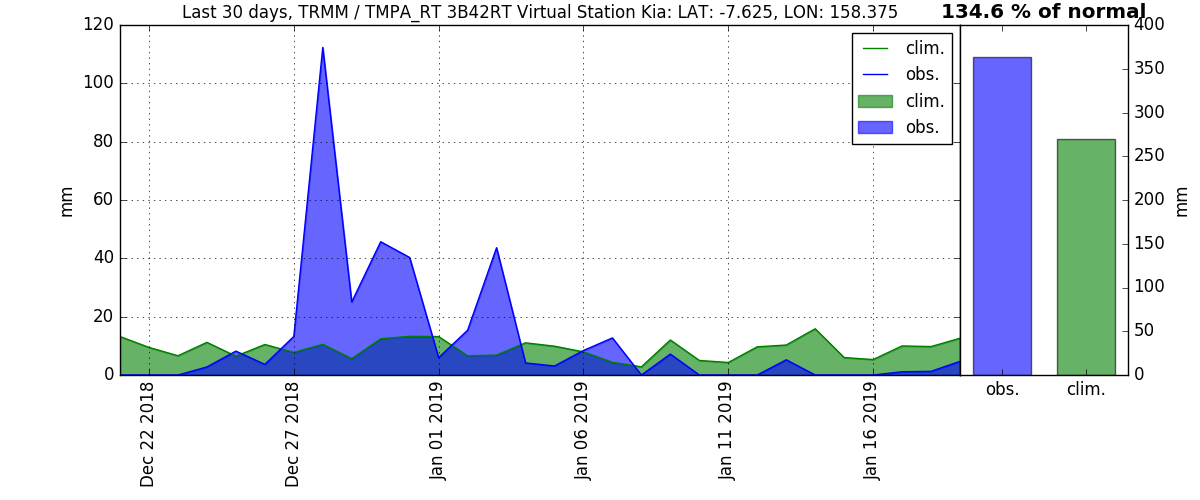 Last 30 days, TRMM / TMPA_RT 3B42RT Virtual Station Kia: LAT: -7.625, LON: 158.375
134.6 % of normal
120
100
80
60
40
20
0
mm
clim.
obs.
clim.
obs.
Dec 22 2018
Dec 27 2018
Jan 01 2019
Jan 06 2019
Jan 11 2019
Jan 16 2019
400
350
300
250
200
150
100
50
0
mm
obs.
clim.